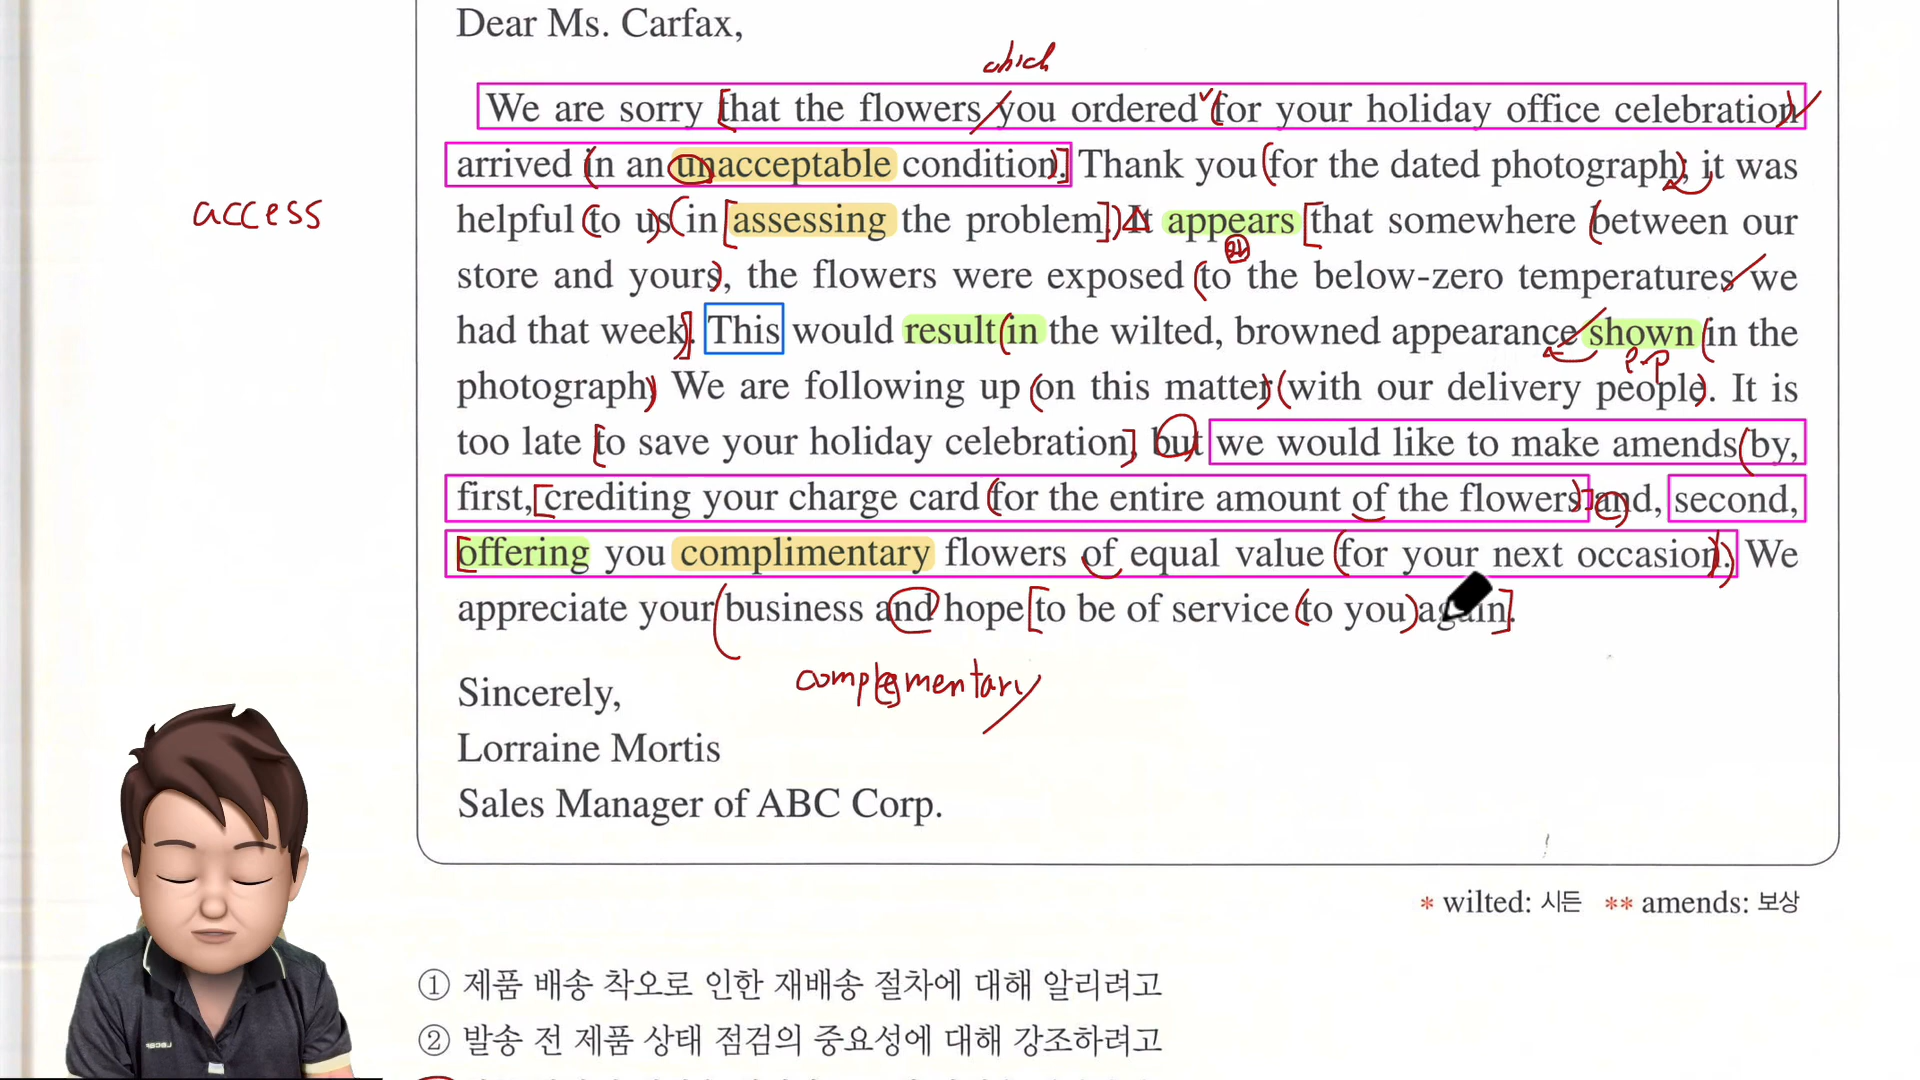 Dear Ms. Carfax,
which
We are sorry that the flowers you ordered for your holiday office celebration
arrived in an unacceptable condition. Thank you for the dated photograph; it was
access
helpful to us in assessing the problem. It appears that somewhere between our
store and yours, the flowers were exposed to the below-zero temperatures we
had that week. This would result in the wilted, browned appearance shown in the
p.p
photograph. We are following up on this matter with our delivery people. It is
too late to save your holiday celebration, but we would like to make amends by,
first, crediting your charge card for the entire amount of the flowers and, second,
offering you complimentary flowers of equal value for your next occasion. We
appreciate your business and hope to be of service to you again.
complementary
Sincerely,
Lorraine Mortis
Sales Manager of ABC Corp.
* wilted: 시든 ** amends: 보상
① 제품 배송 착오로 인한 재배송 절차에 대해 알리려고
② 발송 전 제품 상태 점검의 중요성에 대해 강조하려고